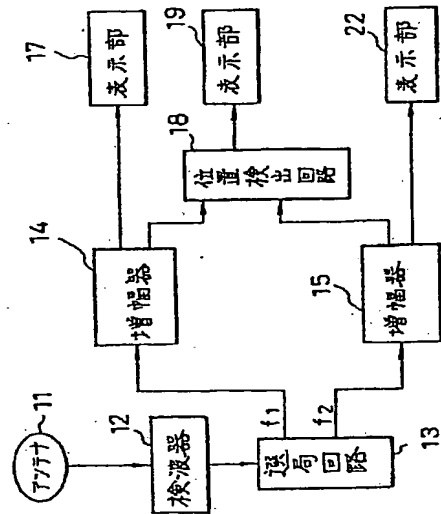 11
アンテナ
12
検波器
13
選局回路
f1
f2
14
増幅器
15
増幅器
18
位置検出回路
17
表示部
19
表示部
22
表示部